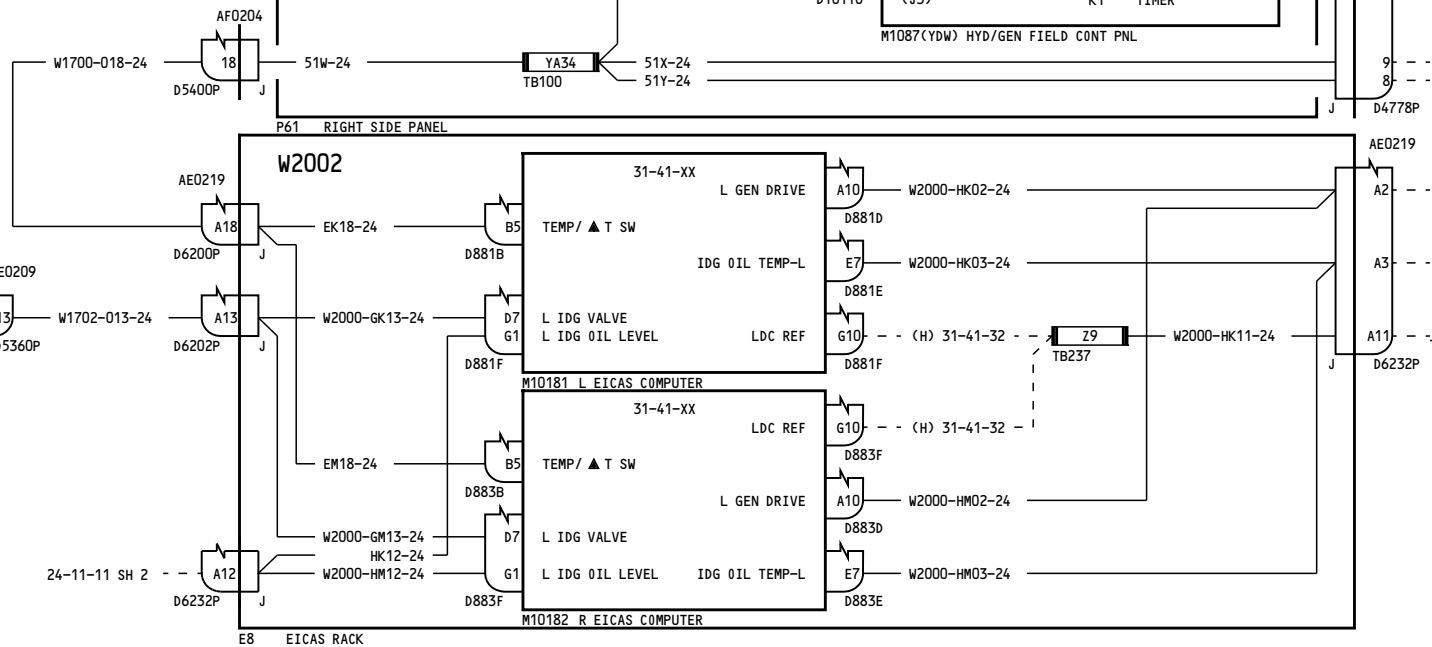 AF0204
(J5) K1 TIMER
M1087(YDW) HYD/GEN FIELD CONT PNL
W1700-018-24 18 51W-24 YA34 51X-24 9
D5400P J TB100 51Y-24 8
J D4778P
P61 RIGHT SIDE PANEL
W2002
AE0219
31-41-XX
AE0219 L GEN DRIVE A10 W2000-HK02-24 A2
D881D
A18 EK18-24 B5 TEMP/ ▲ T SW
D6200P J D881B
IDG OIL TEMP-L E7 W2000-HK03-24 A3
E0209
D881E
W1702-013-24 A13 W2000-GK13-24 D7 L IDG VALVE
G1 L IDG OIL LEVEL LDC REF G10 (H) 31-41-32 Z9 W2000-HK11-24 A11
5360P D6202P J
D881F D881F TB237 J D6232P
M10181 L EICAS COMPUTER
31-41-XX
LDC REF G10 (H) 31-41-32
D883F
EM18-24 B5 TEMP/ ▲ T SW
D883B
L GEN DRIVE A10 W2000-HM02-24
D883D
W2000-GM13-24 D7 L IDG VALVE
HK12-24
24-11-11 SH 2 A12 W2000-HM12-24 G1 L IDG OIL LEVEL IDG OIL TEMP-L E7 W2000-HM03-24
D6232P J D883F D883E
M10182 R EICAS COMPUTER
E8 EICAS RACK